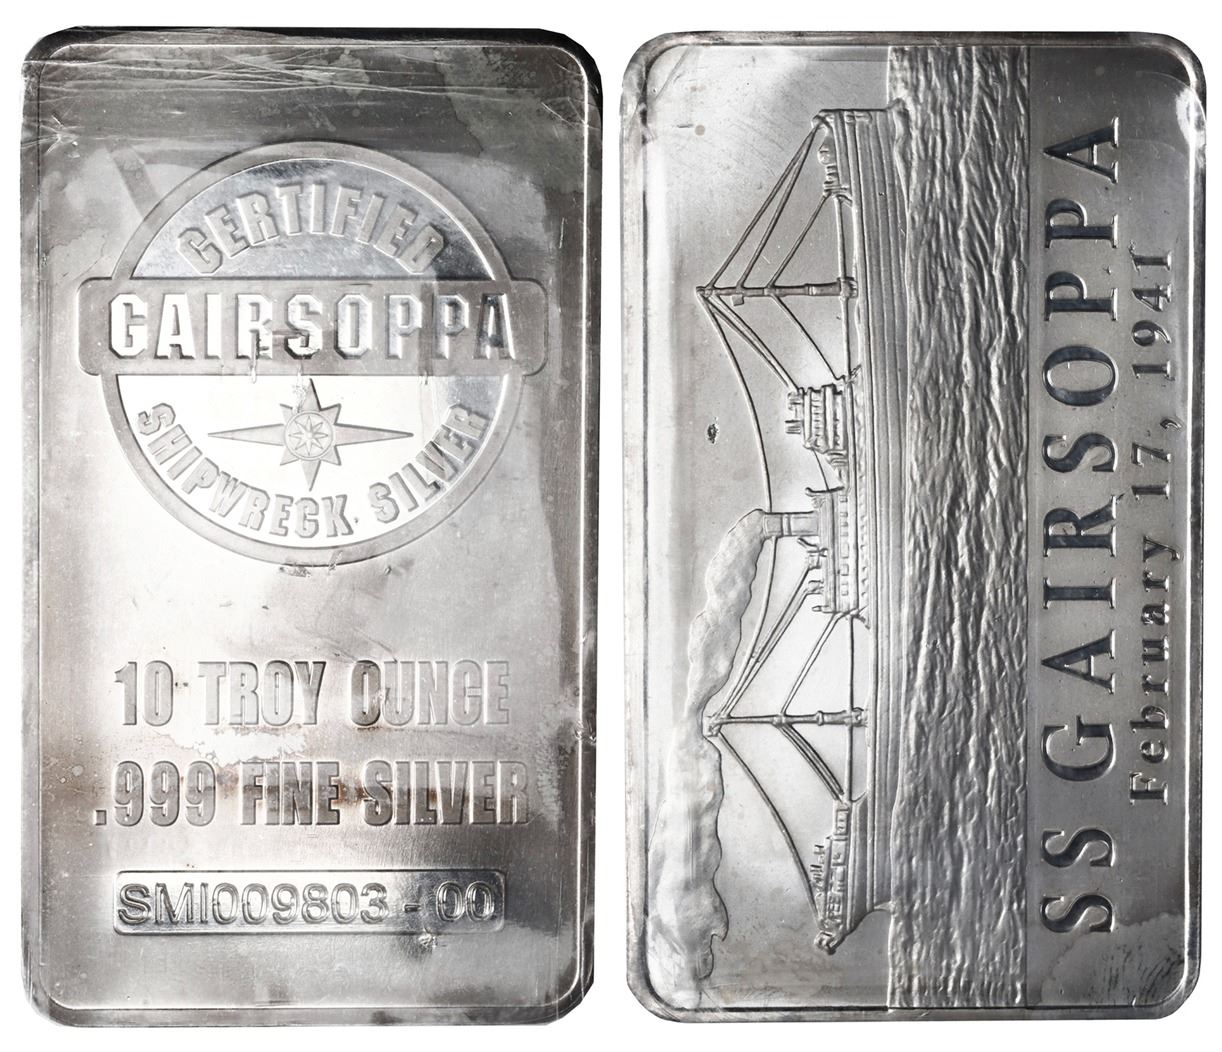 CERTIFIED
GAIRSOPPA
SHIPWRECK SILVER
10 TROY OUNCE
.999 FINE SILVER
SMI009803 - 00
SS GAIRSOPPA
February 17, 1941